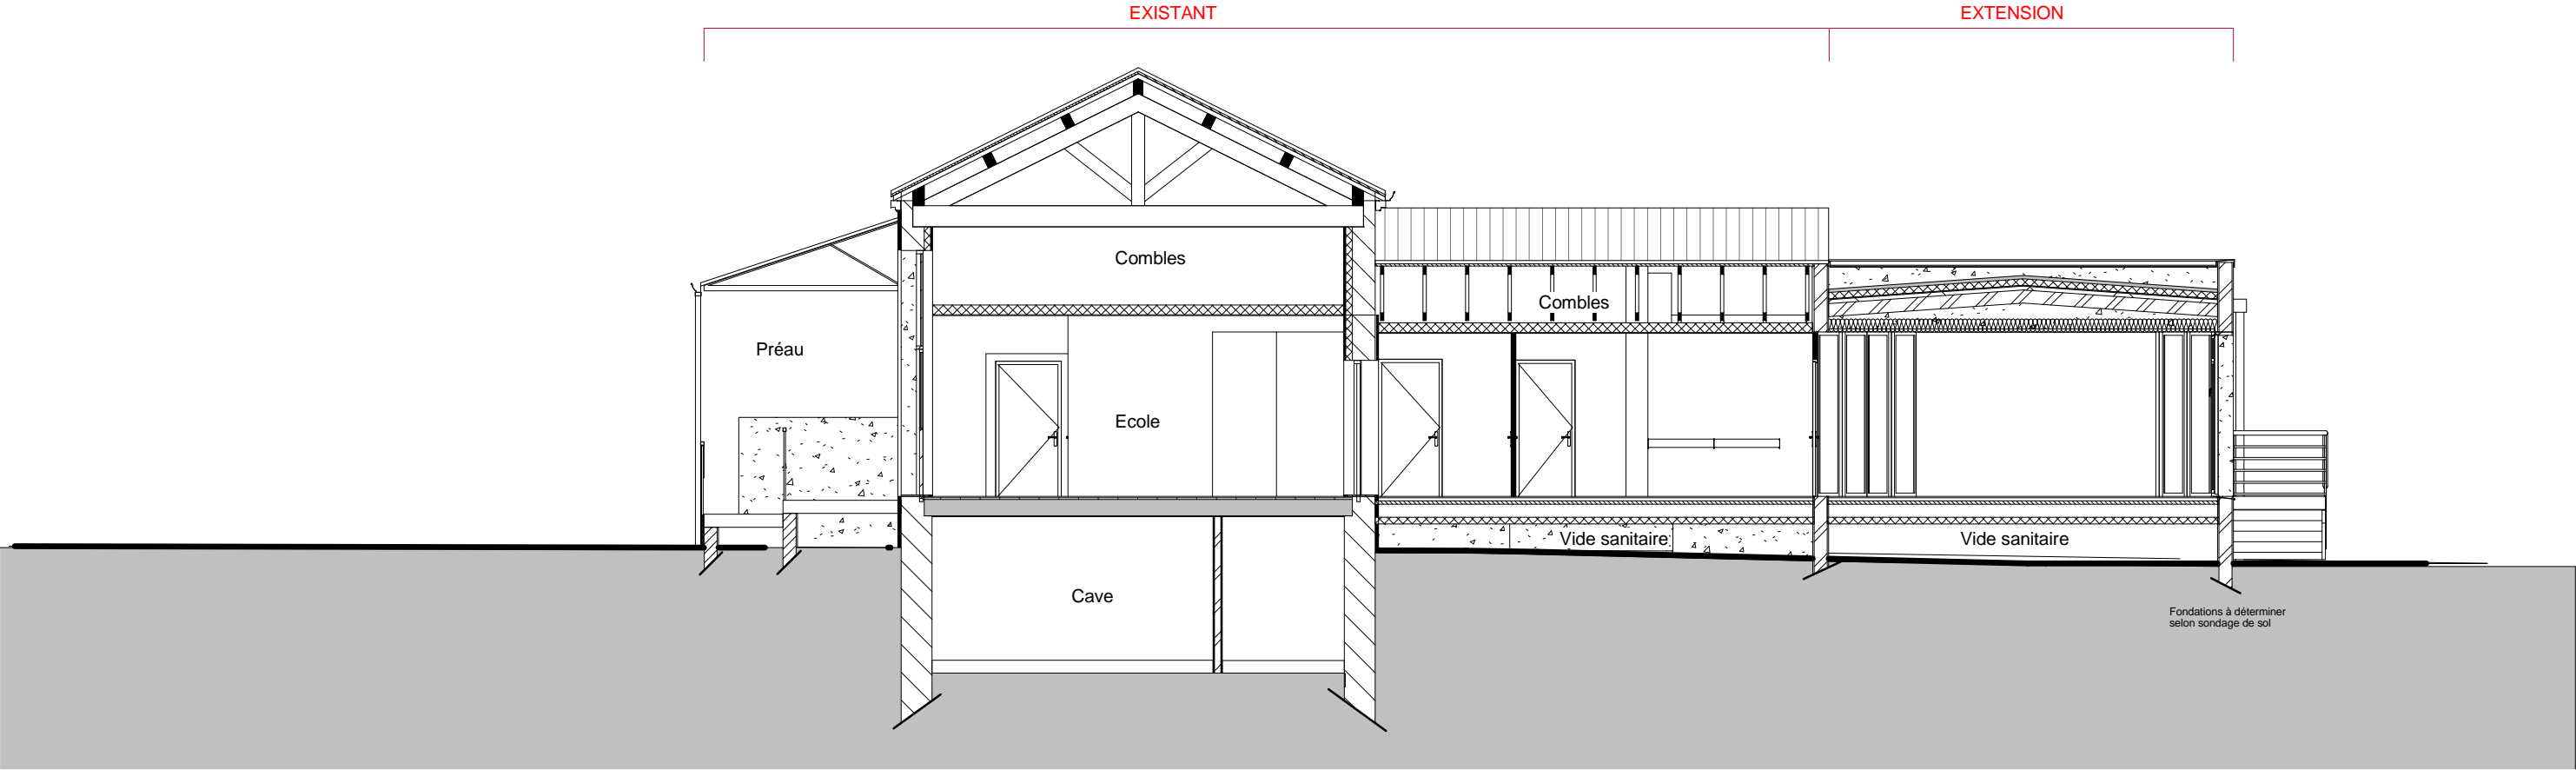 EXISTANT
EXTENSION
Combles
Combles
Préau
Ecole
Vide sanitaire
Vide sanitaire
Cave
Fondations à déterminer
selon sondage de sol